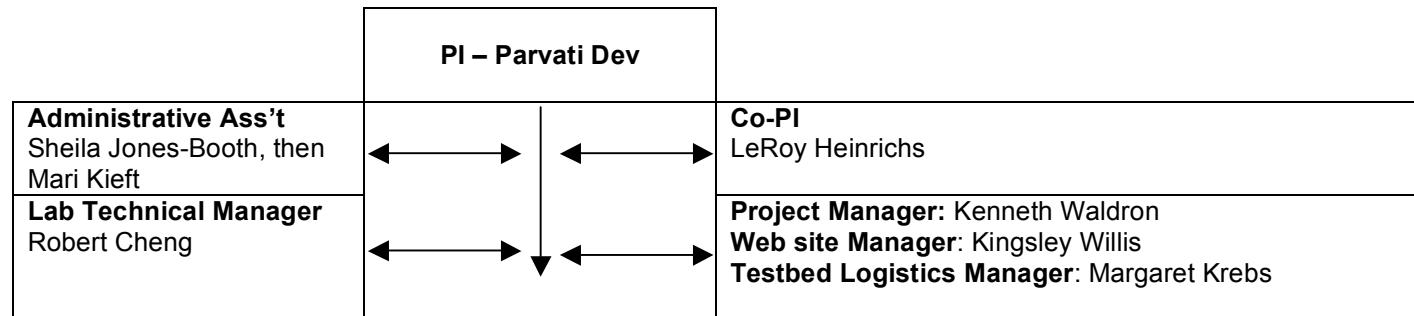 PI – Parvati Dev
Administrative Ass’t
Sheila Jones-Booth, then
Mari Kieft
Co-PI
LeRoy Heinrichs
Lab Technical Manager
Robert Cheng
Project Manager: Kenneth Waldron
Web site Manager: Kingsley Willis
Testbed Logistics Manager: Margaret Krebs